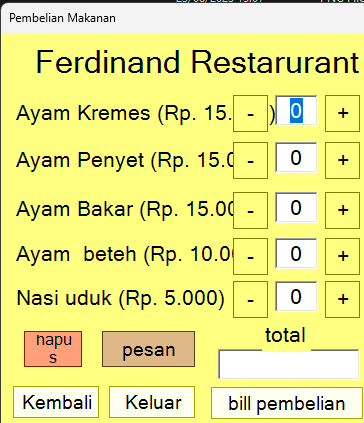 Pembelian Makanan
Ferdinand Restarurant
Ayam Kremes (Rp. 15. - ) 0 +
Ayam Penyet (Rp. 15.0 - 0 +
Ayam Bakar (Rp. 15.00 - 0 +
Ayam beteh (Rp. 10.00 - 0 +
Nasi uduk (Rp. 5.000) - 0 +
hapu
s
pesan
total
Kembali
Keluar
bill pembelian